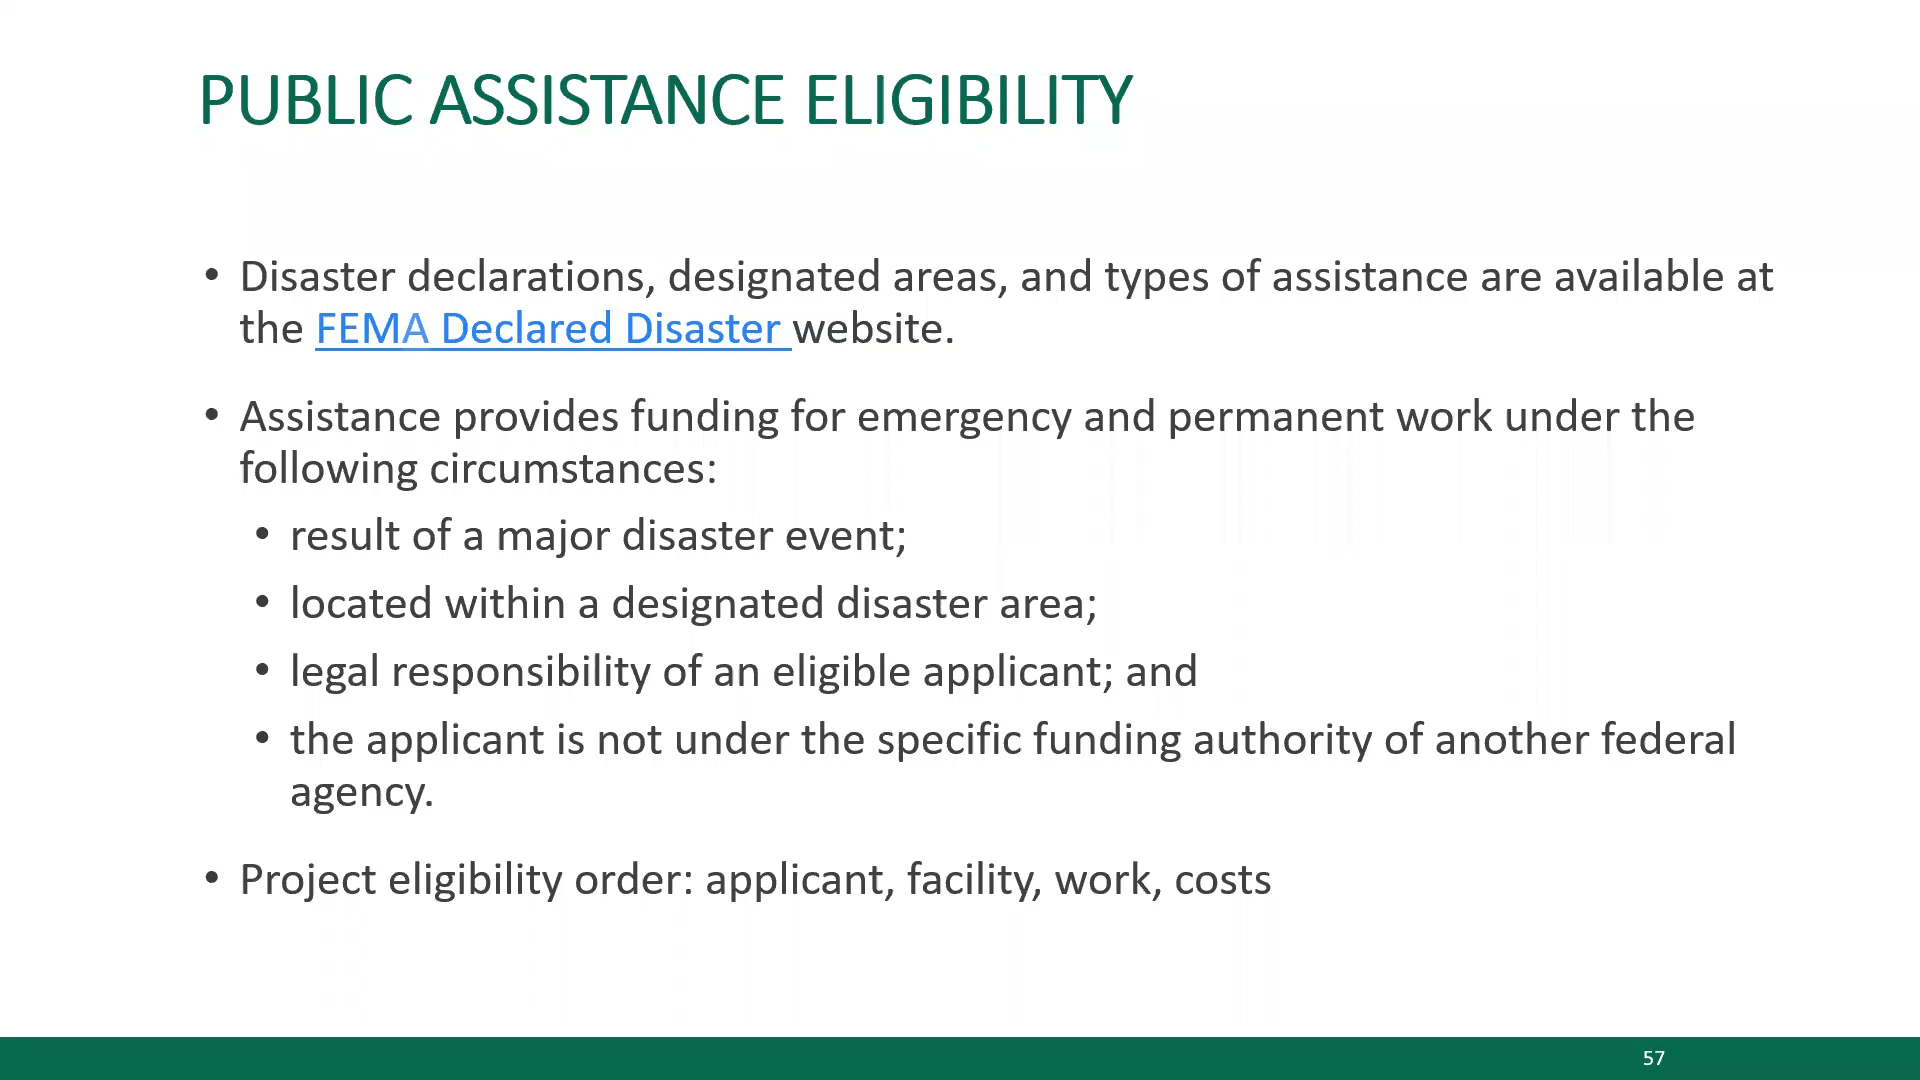 PUBLIC ASSISTANCE ELIGIBILITY
• Disaster declarations, designated areas, and types of assistance are available at
the FEMA Declared Disaster website.
• Assistance provides funding for emergency and permanent work under the
following circumstances:
• result of a major disaster event;
• located within a designated disaster area;
• legal responsibility of an eligible applicant; and
• the applicant is not under the specific funding authority of another federal
agency.
• Project eligibility order: applicant, facility, work, costs
57